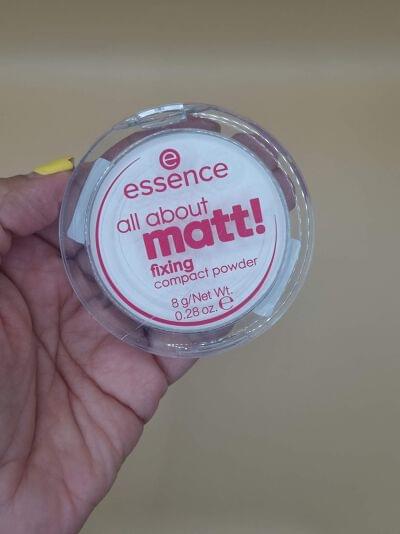 e
essence
all about
matt!
fixing
compact powder
8 g/Net Wt.
0.28 oz. ℮